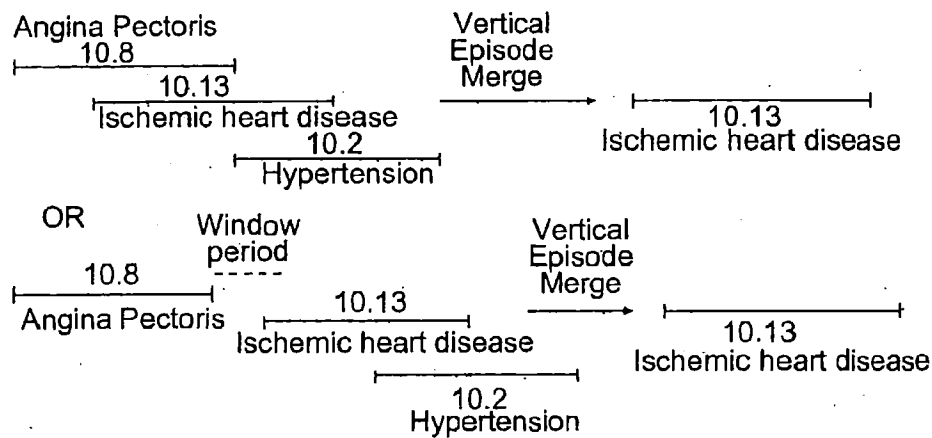 Angina Pectoris
10.8
10.13
Ischemic heart disease
10.2
Hypertension
Vertical
Episode
Merge
10.13
Ischemic heart disease
OR
Window
period
10.8
Angina Pectoris
10.13
Ischemic heart disease
10.2
Hypertension
Vertical
Episode
Merge
10.13
Ischemic heart disease